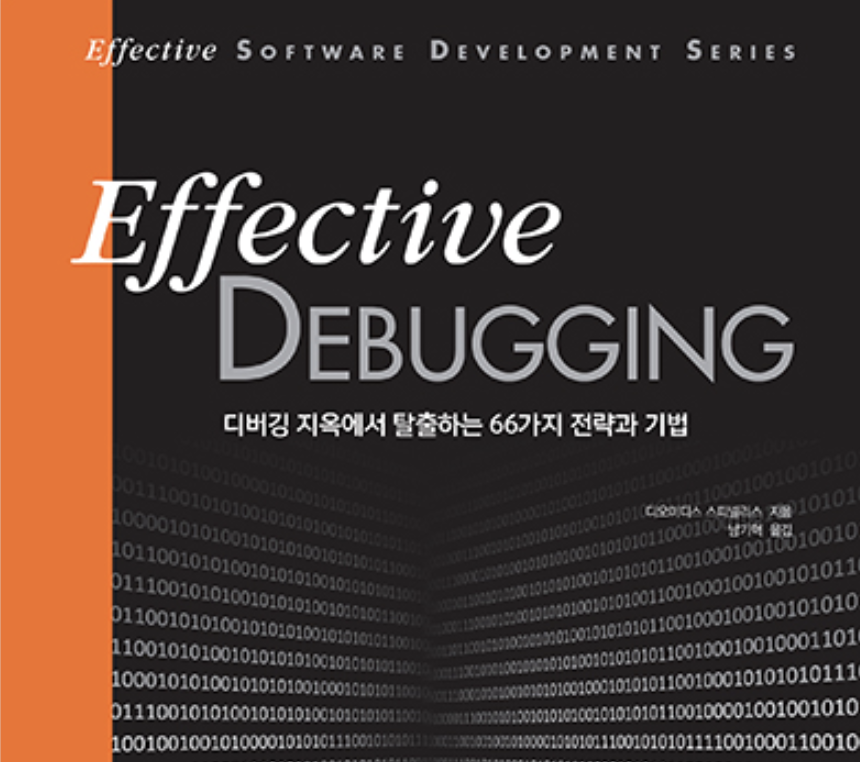 Effective SOFTWARE DEVELOPMENT SERIES
Effective
DEBUGGING
디버깅 지옥에서 탈출하는 66가지 전략과 기법
디오미디스 스피넬리스 지음
남기혁 옮김